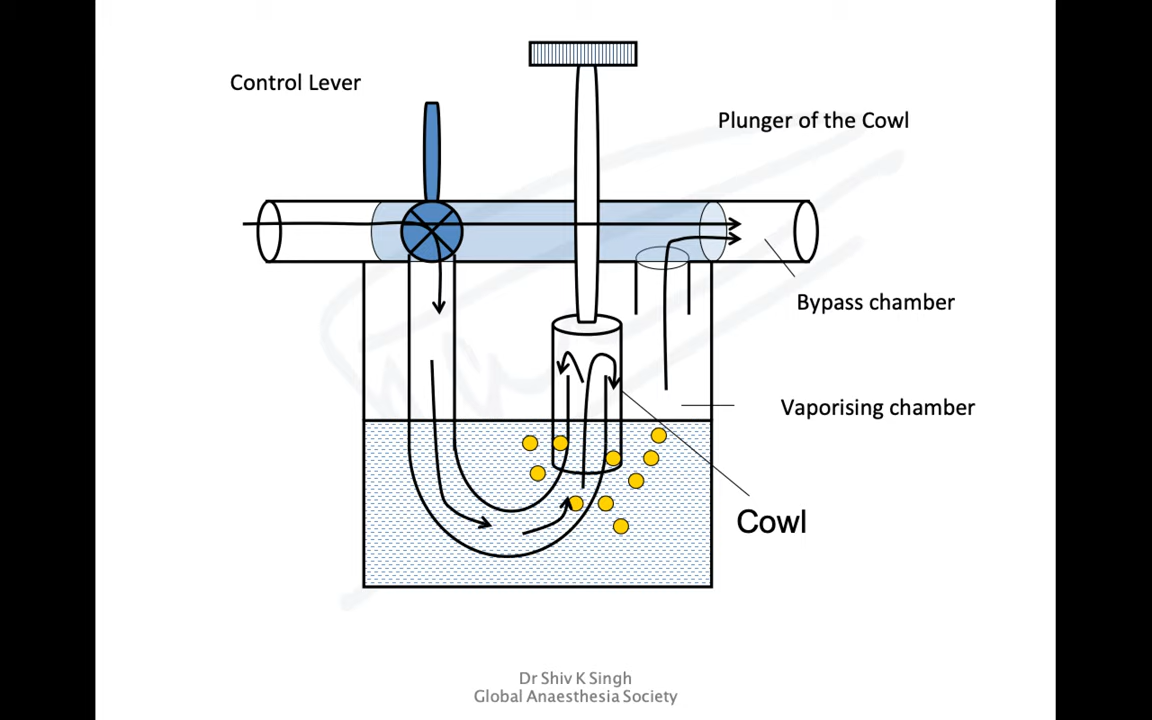 Control Lever
Plunger of the Cowl
Bypass chamber
Vaporising chamber
Cowl
Dr Shiv K Singh
Global Anaesthesia Society